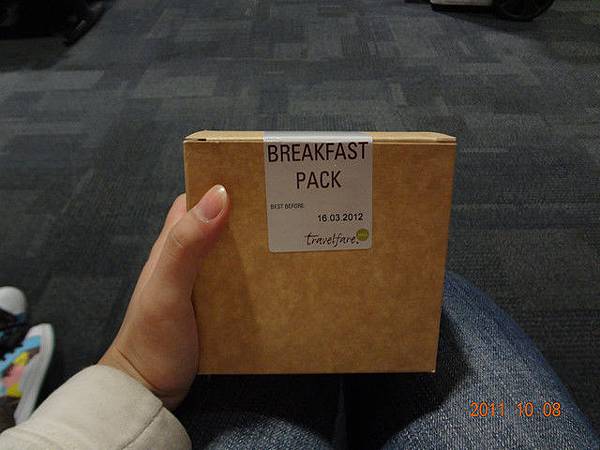 BREAKFAST
PACK
BEST BEFORE:
16.03.2012
travelfare.
2011 10 08